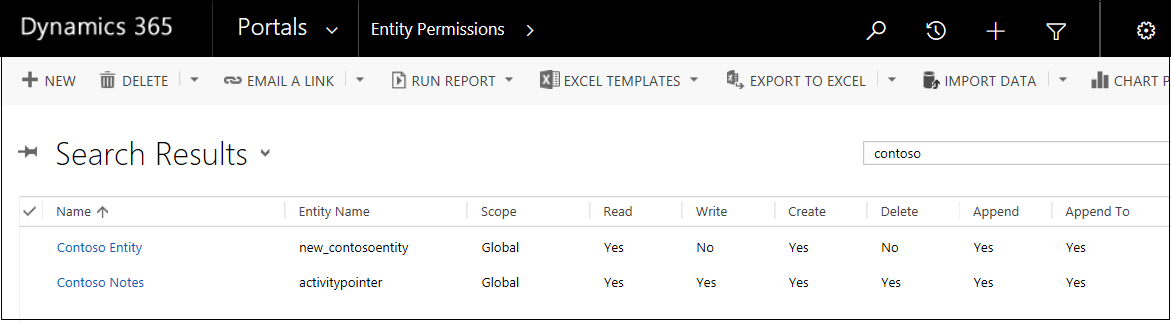 Dynamics 365 Portals Entity Permissions
NEW DELETE EMAIL A LINK RUN REPORT EXCEL TEMPLATES EXPORT TO EXCEL IMPORT DATA CHART P
Search Results contoso
Name Entity Name Scope Read Write Create Delete Append Append To
Contoso Entity new_contosoentity Global Yes No Yes No Yes Yes
Contoso Notes activitypointer Global Yes Yes Yes Yes Yes Yes